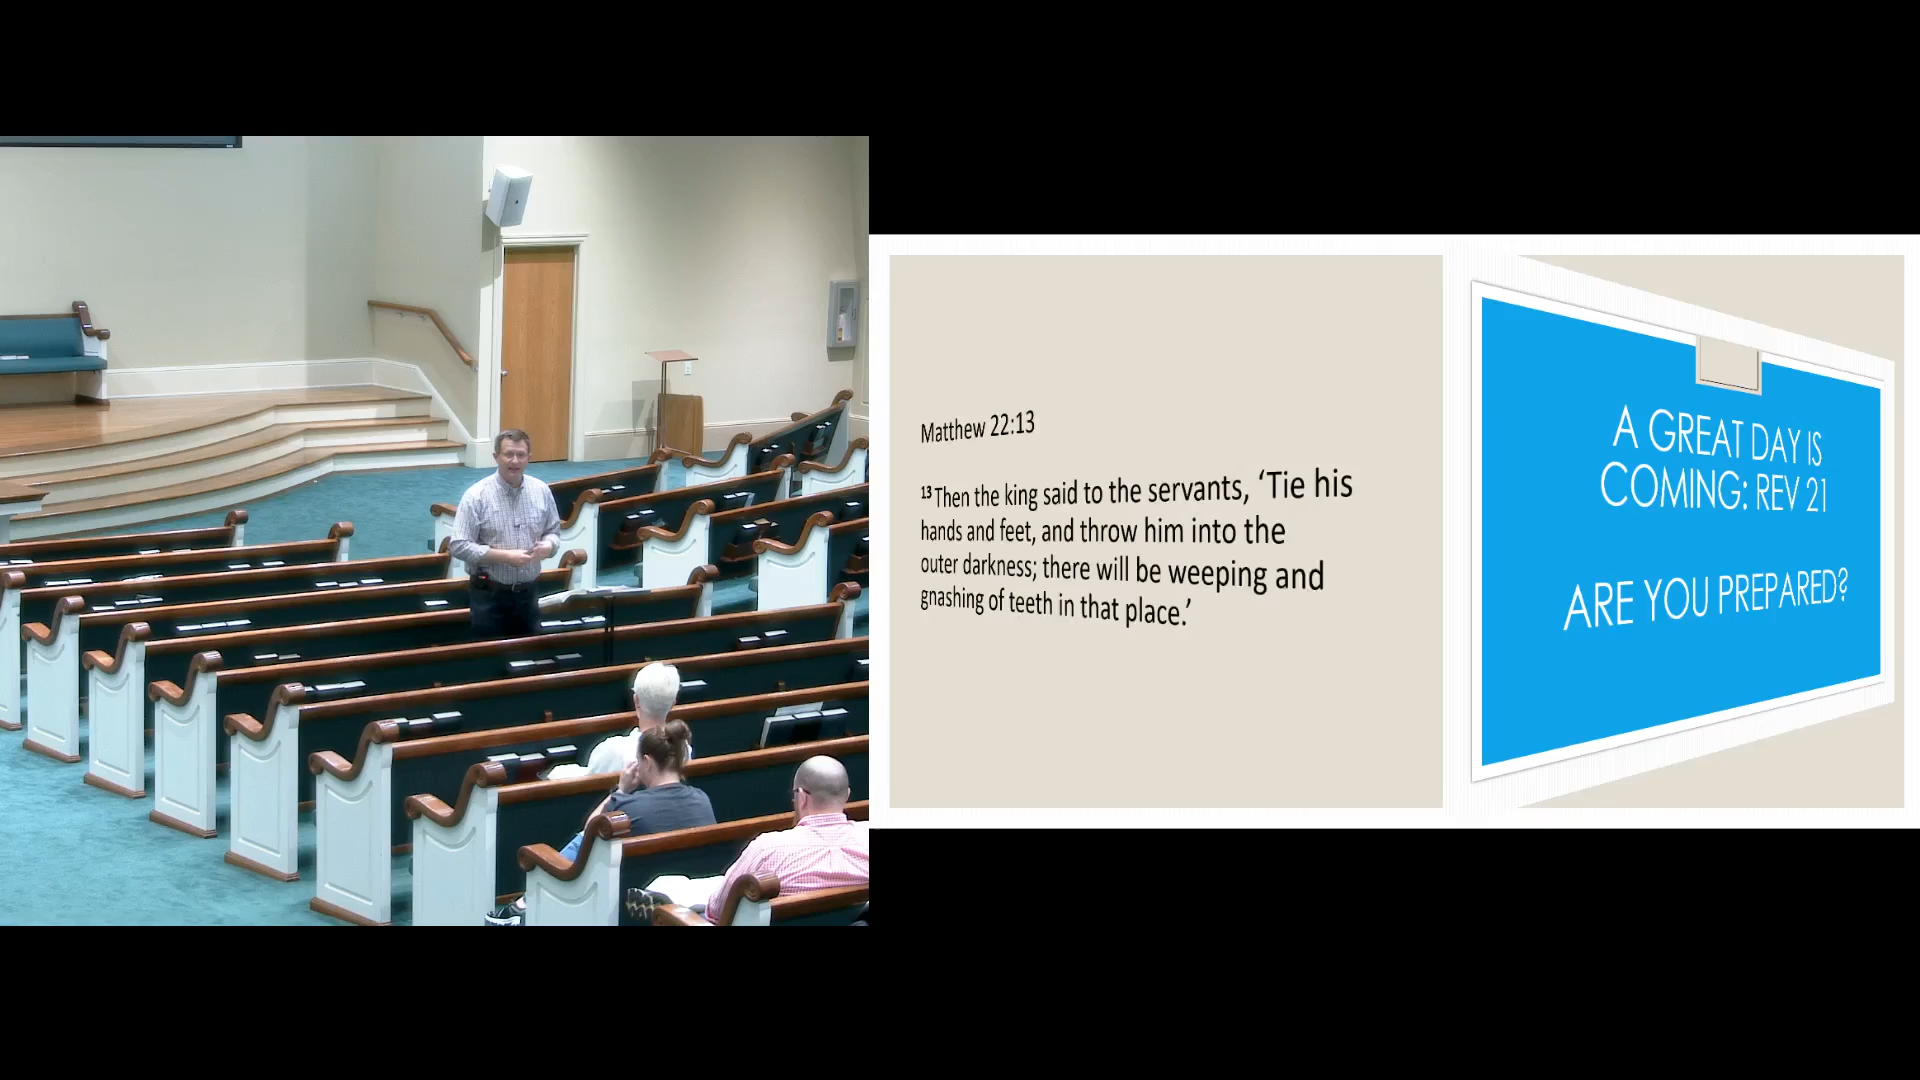 Matthew 22:13
13 Then the king said to the servants, ‘Tie his
hands and feet, and throw him into the
outer darkness; there will be weeping and
gnashing of teeth in that place.’
A GREAT DAY IS
COMING: REV 21
ARE YOU PREPARED?